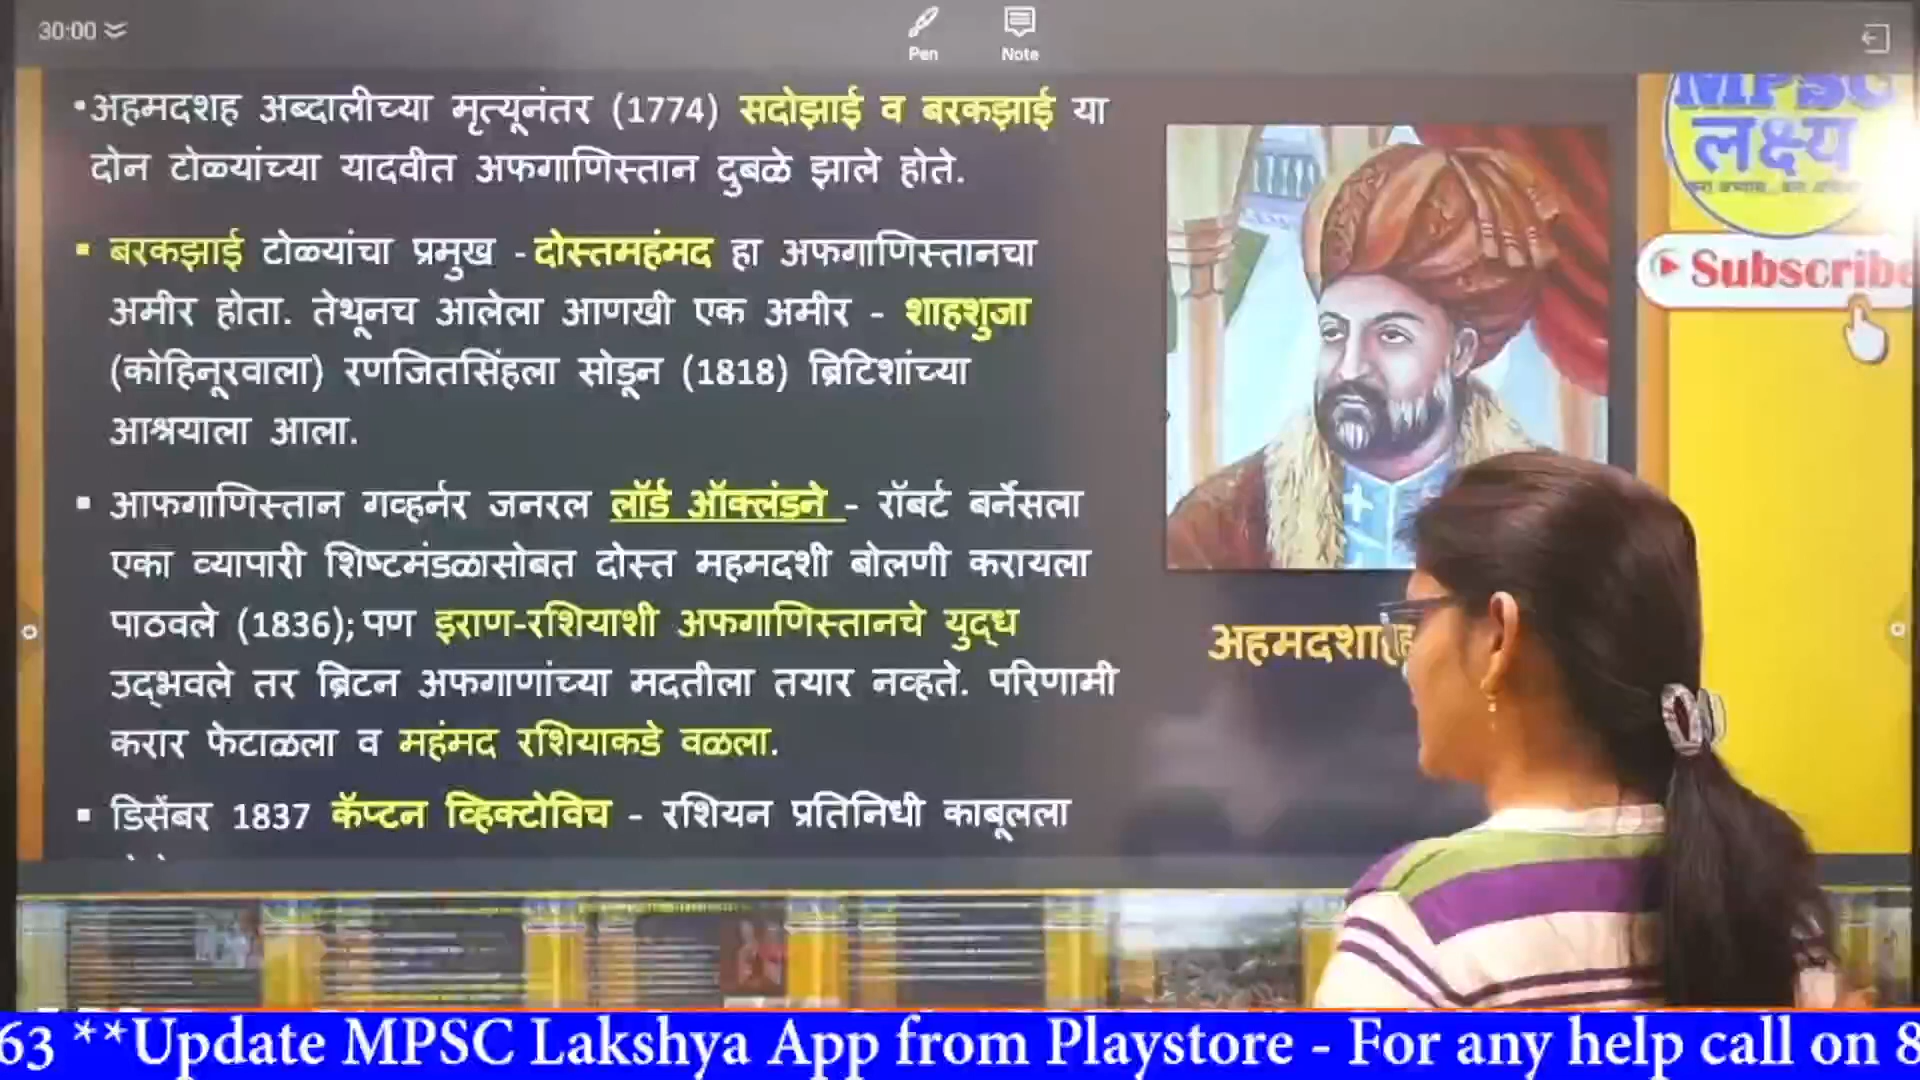 30:00
Pen
Note
•अहमदशह अब्दालीच्या मृत्यूनंतर (1774) सदोझाई व बरकझाई या
दोन टोळ्यांच्या यादवीत अफगाणिस्तान दुबळे झाले होते.
▪ बरकझाई टोळ्यांचा प्रमुख - दोस्तमहंमद हा अफगाणिस्तानचा
अमीर होता. तेथूनच आलेला आणखी एक अमीर - शाहशुजा
(कोहिनूरवाला) रणजितसिंहला सोडून (1818) ब्रिटिशांच्या
आश्रयाला आला.
▪ आफगाणिस्तान गव्हर्नर जनरल लॉर्ड ऑक्लंडने - रॉबर्ट बर्नेसला
एका व्यापारी शिष्टमंडळासोबत दोस्त महमदशी बोलणी करायला
पाठवले (1836); पण इराण-रशियाशी अफगाणिस्तानचे युद्ध
उद्भवले तर ब्रिटन अफगाणांच्या मदतीला तयार नव्हते. परिणामी
करार फेटाळला व महंमद रशियाकडे वळला.
▪ डिसेंबर 1837 कॅप्टन व्हिक्टोविच - रशियन प्रतिनिधी काबूलला
MPSC
लक्ष्य
Subscribe
63 **Update MPSC Lakshya App from Playstore - For any help call on 8